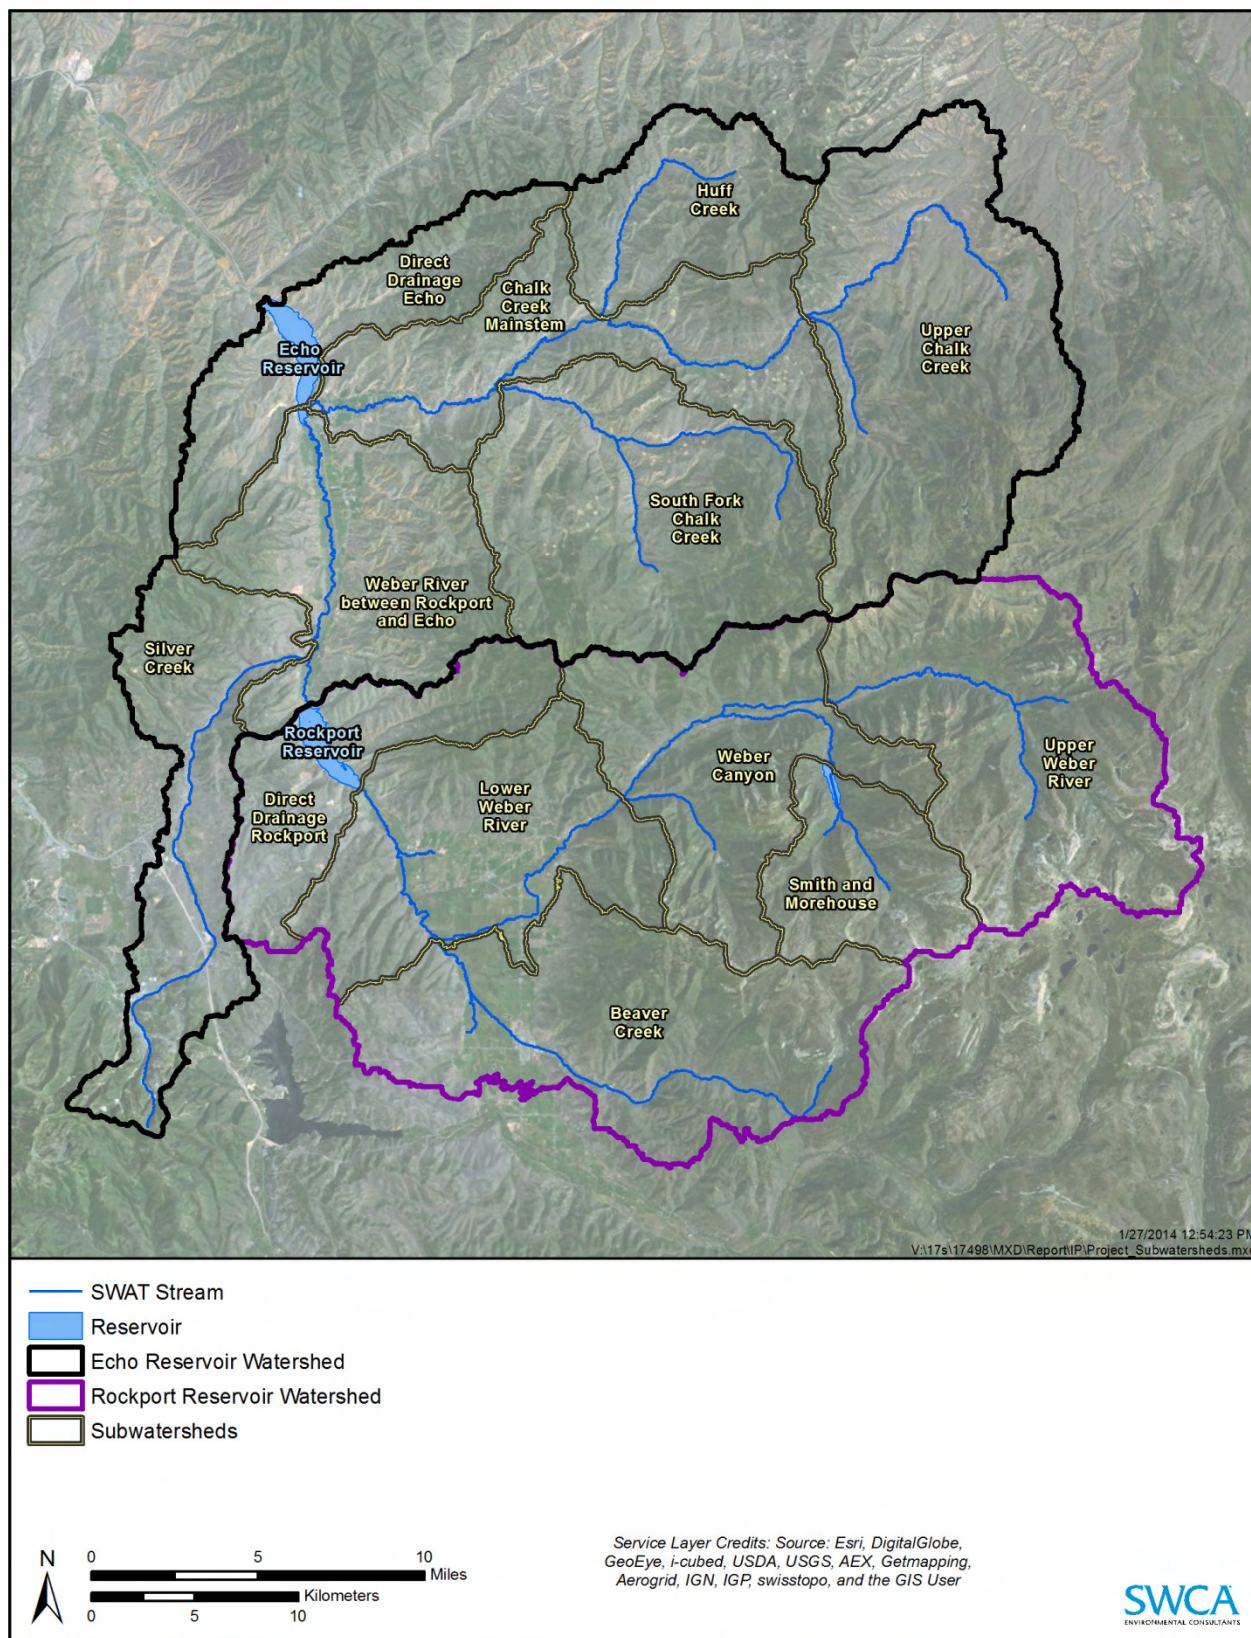 Huff
Creek
Direct
Drainage
Echo
Chalk
Creek
Mainstem
Echo
Reservoir
Upper
Chalk
Creek
South Fork
Chalk
Creek
Weber River
between Rockport
and Echo
Silver
Creek
Rockport
Reservoir
Weber
Canyon
Upper
Weber
River
Lower
Weber
River
Direct
Drainage
Rockport
Smith and
Morehouse
Beaver
Creek
1/27/2014 12:54:23 PM
V:\17s\17498\MXD\Report\IP\Project_Subwatersheds.mxd
SWAT Stream
Reservoir
Echo Reservoir Watershed
Rockport Reservoir Watershed
Subwatersheds
N
0 5 10
Miles
Kilometers
0 5 10
Service Layer Credits: Source: Esri, DigitalGlobe,
GeoEye, i-cubed, USDA, USGS, AEX, Getmapping,
Aerogrid, IGN, IGP, swisstopo, and the GIS User
SWCA
ENVIRONMENTAL CONSULTANTS